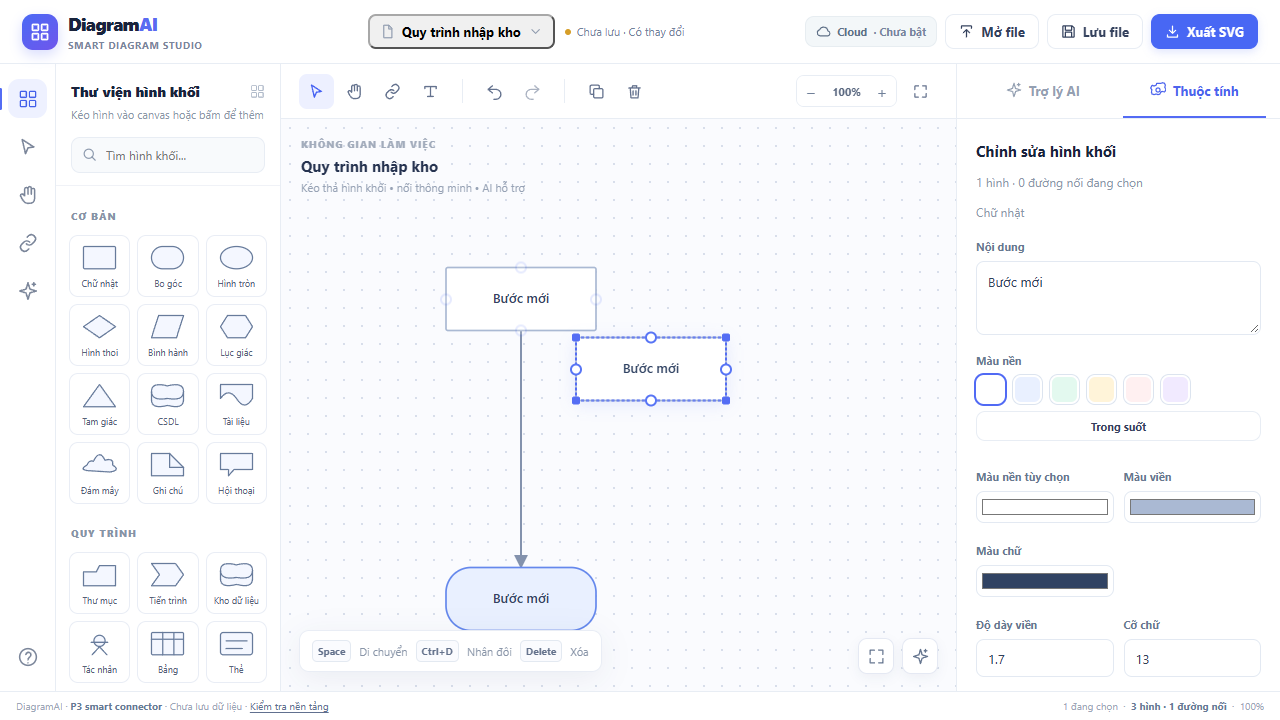 DiagramAI
SMART DIAGRAM STUDIO
Quy trình nhập kho
Chưa lưu · Có thay đổi
Cloud · Chưa bật
Mở file
Lưu file
Xuất SVG
Thư viện hình khối
Kéo hình vào canvas hoặc bấm để thêm
Tìm hình khối...
CƠ BẢN
Chữ nhật
Bo góc
Hình tròn
Hình thoi
Bình hành
Lục giác
Tam giác
CSDL
Tài liệu
Đám mây
Ghi chú
Hội thoại
QUY TRÌNH
Thư mục
Tiến trình
Kho dữ liệu
Tác nhân
Bảng
Thẻ
− 100% +
KHÔNG GIAN LÀM VIỆC
Quy trình nhập kho
Kéo thả hình khối • nối thông minh • AI hỗ trợ
Bước mới
Bước mới
Bước mới
Space Di chuyển Ctrl+D Nhân đôi Delete Xóa
Trợ lý AI
Thuộc tính
Chỉnh sửa hình khối
1 hình · 0 đường nối đang chọn
Chữ nhật
Nội dung
Bước mới
Màu nền
Trong suốt
Màu nền tùy chọn
Màu viền
Màu chữ
Độ dày viền
Cỡ chữ
1.7
13
DiagramAI · P3 smart connector · Chưa lưu dữ liệu · Kiểm tra nền tảng
1 đang chọn · 3 hình • 1 đường nối · 100%